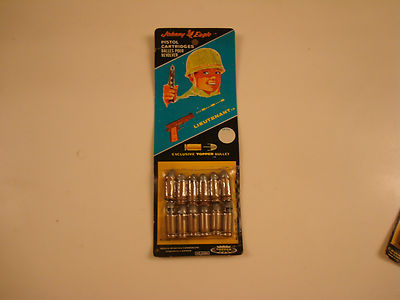 Johnny Eagle
PISTOL
CARTRIDGES
BALLES POUR
REVOLVER
LIEUTENANT
EXCLUSIVE TOPPER BULLET